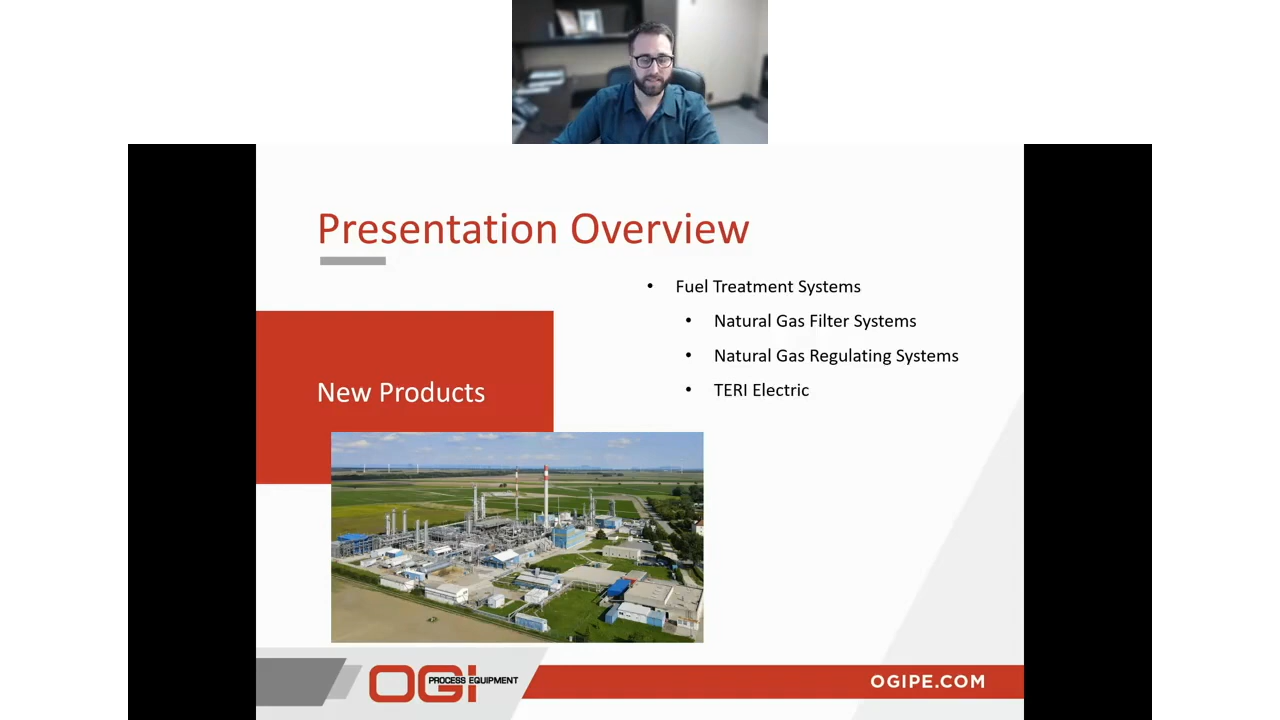 Presentation Overview
Fuel Treatment Systems
Natural Gas Filter Systems
Natural Gas Regulating Systems
TERI Electric
New Products
OGI PROCESS EQUIPMENT
OGIPE.COM